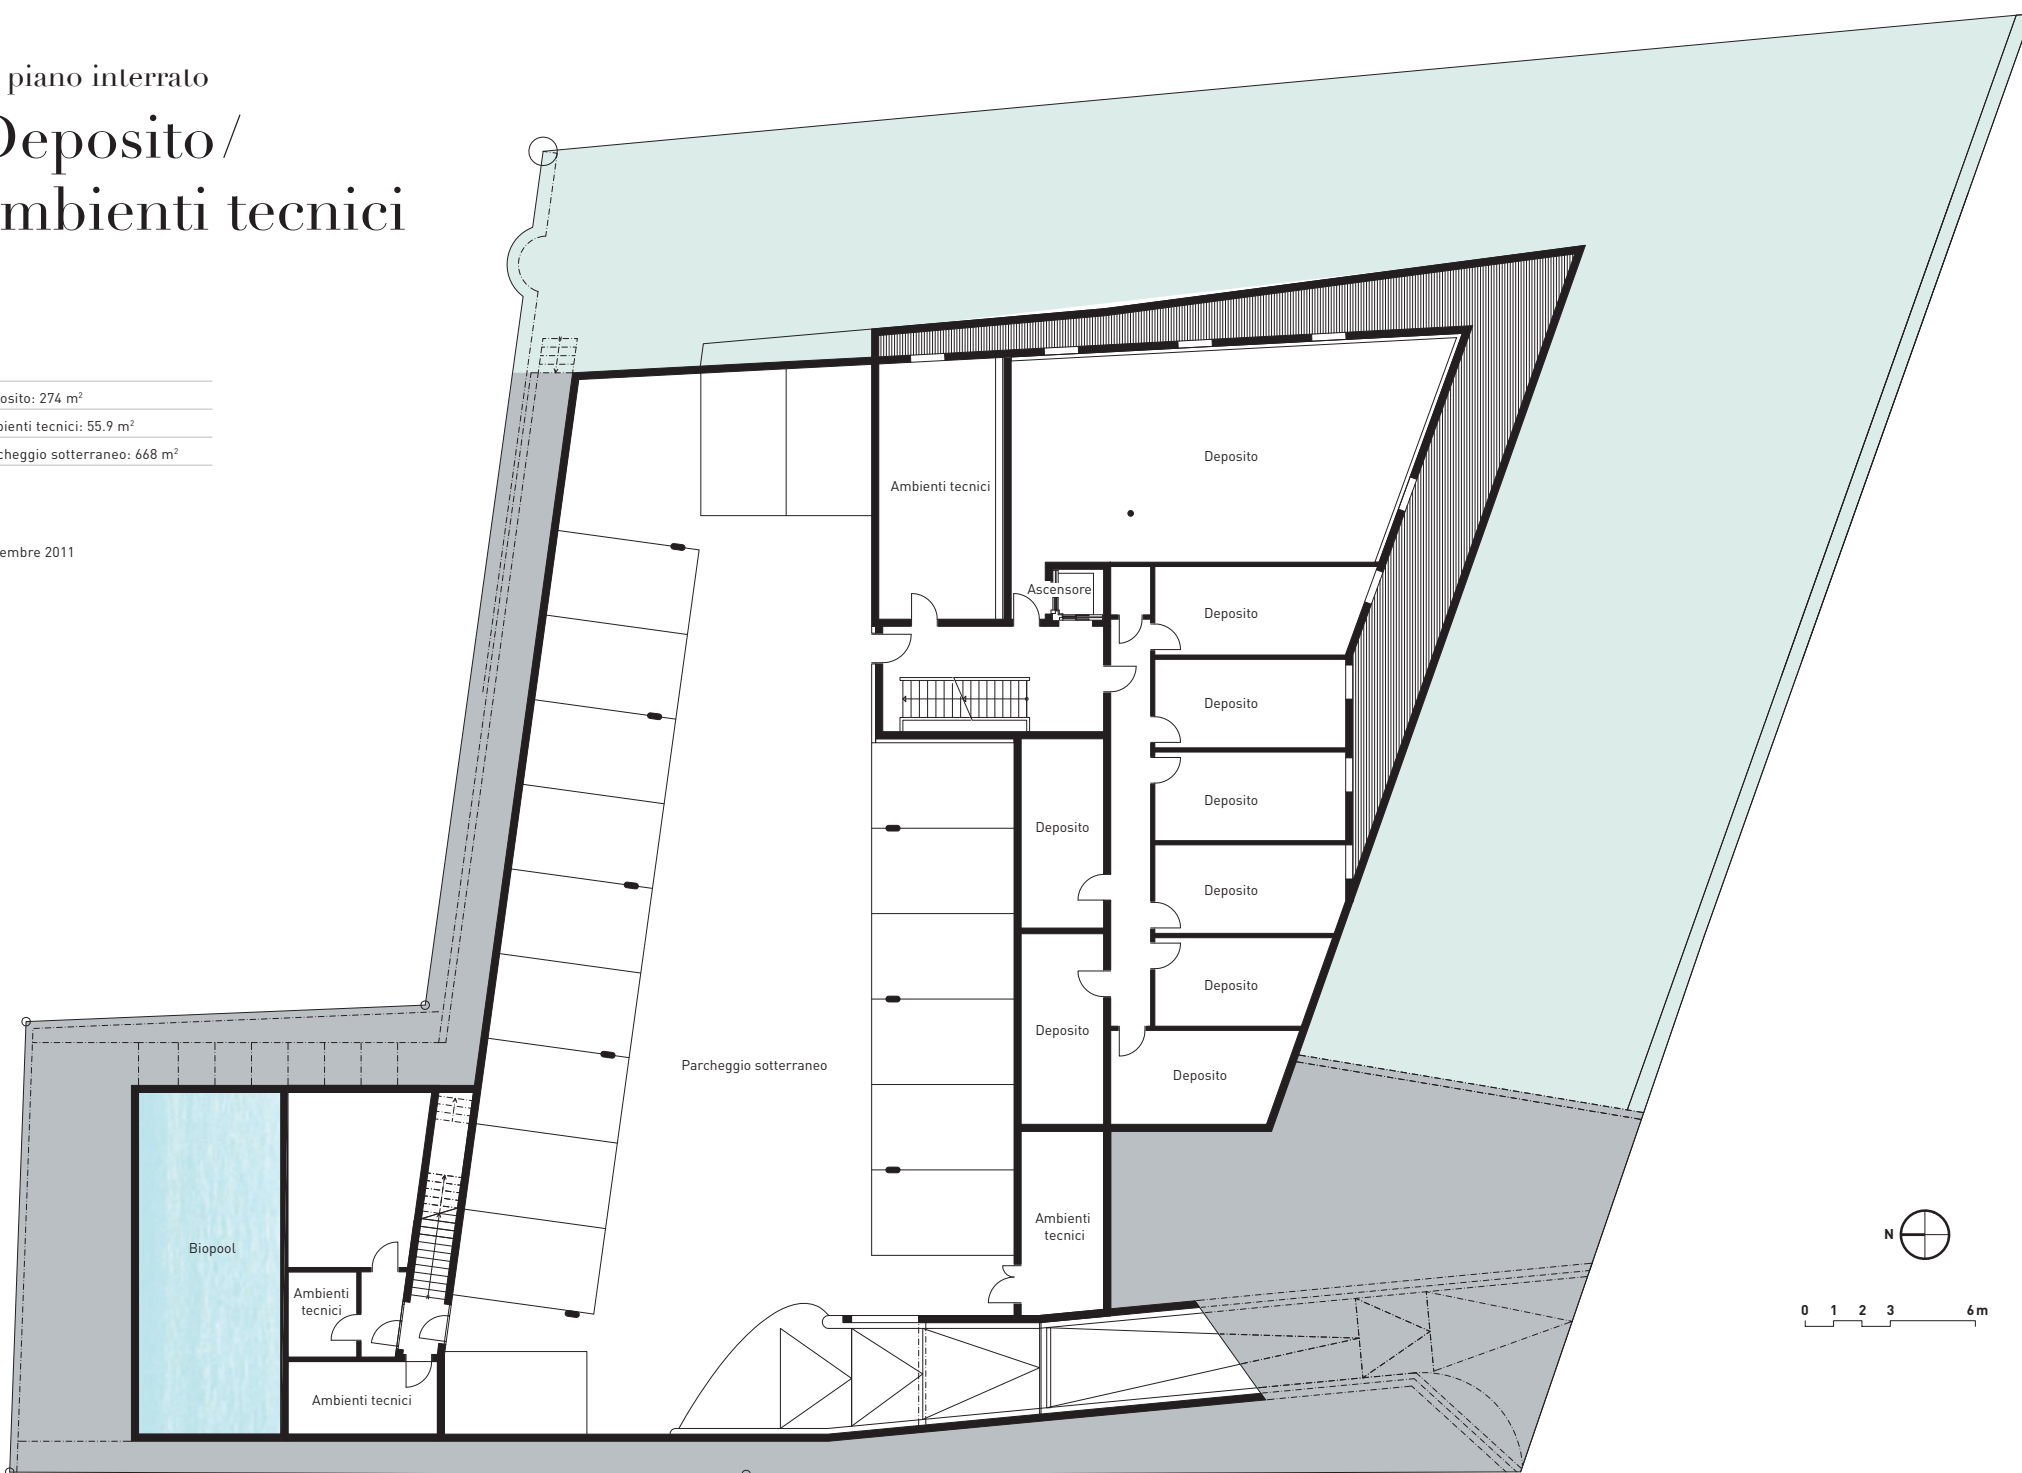 piano interrato
Deposito/
mbienti tecnici
osito: 274 m²
bienti tecnici: 55.9 m²
cheggio sotterraneo: 668 m²
embre 2011
Ambienti tecnici
Deposito
Ascensore
Deposito
Deposito
Deposito
Deposito
Deposito
Deposito
Deposito
Deposito
Parcheggio sotterraneo
Ambienti
tecnici
Biopool
Ambienti
tecnici
Ambienti tecnici
N
0 1 2 3 6 m